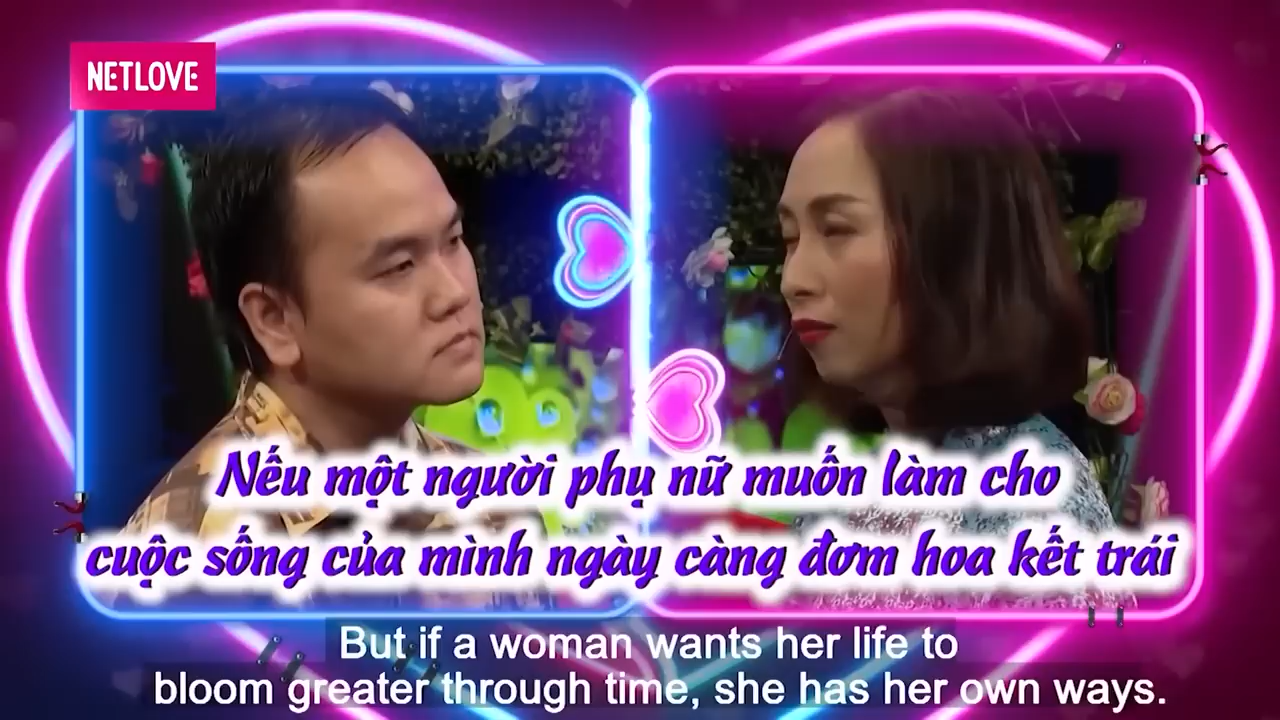 NETLOVE
Nếu một người phụ nữ muốn làm cho
cuộc sống của mình ngày càng đơm hoa kết trái
But if a woman wants her life to
bloom greater through time, she has her own ways.